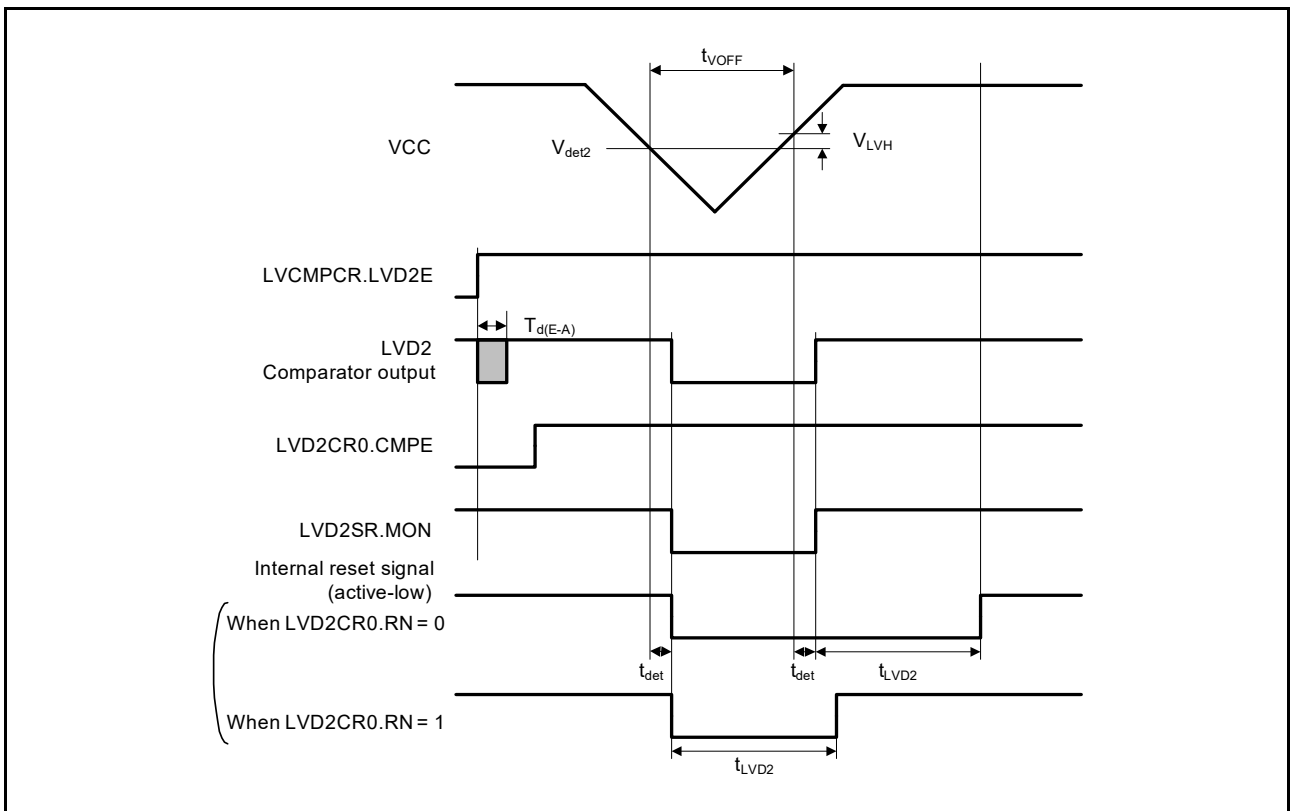 tVOFF
VCC
Vdet2
VLVH
LVCMPCR.LVD2E
Td(E-A)
LVD2
Comparator output
LVD2CR0.CMPE
LVD2SR.MON
Internal reset signal
(active-low)
When LVD2CR0.RN = 0
tdet
tdet
tLVD2
When LVD2CR0.RN = 1
tLVD2